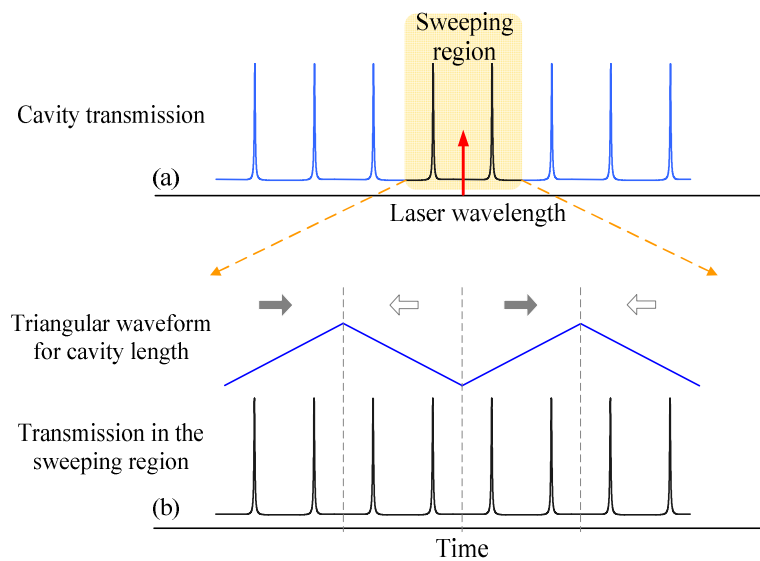 Sweeping
region
Cavity transmission
(a)
Laser wavelength
Triangular waveform
for cavity length
Transmission in the
sweeping region
(b)
Time